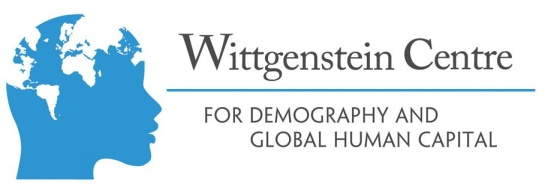 Wittgenstein Centre
FOR DEMOGRAPHY AND
GLOBAL HUMAN CAPITAL